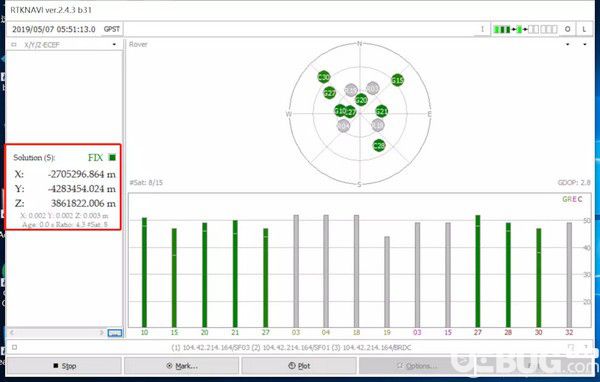 RTKNAVI ver.2.4.3 b31
2019/05/07 05:51:13.0 GPST
1
O
L
X/Y/Z-ECEF
Rover
N
C30
G15
G27
G20
G10
C27
G21
W
E
C28
S
#Sat: 8/15
GDOP: 2.8
Solution (S): FIX
X: -2705296.864 m
Y: -4283454.024 m
Z: 3861822.006 m
X: 0.002 Y: 0.002 Z: 0.003 m
Age: 0.0 s Ratio: 4.3 #Sat: 8
GREC
50
40
30
20
10
10 15 20 21 27 03 04 18 19 03 15 27 28 30 32
(1) 104.42.214.164/SF03 (2) 104.42.214.164/SF01 (3) 104.42.214.164/BRDC
?
Stop
Mark...
Plot
Options...